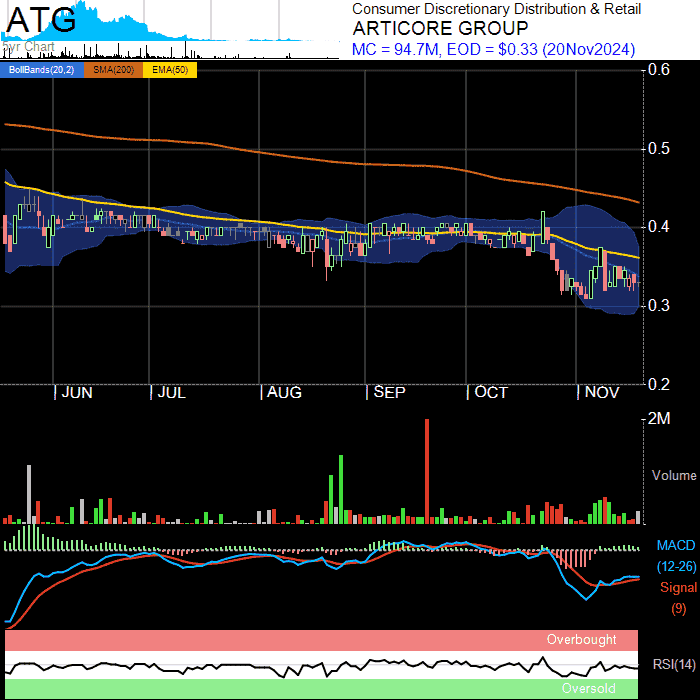 ATG
Consumer Discretionary Distribution & Retail
ARTICORE GROUP
5yr Chart
MC = 94.7M, EOD = $0.33 (20Nov2024)
BollBands(20,2) SMA(200) EMA(50)
0.6
0.5
0.4
0.3
0.2
JUN JUL AUG SEP OCT NOV
2M
Volume
MACD
(12-26)
Signal
(9)
Overbought
RSI(14)
Oversold